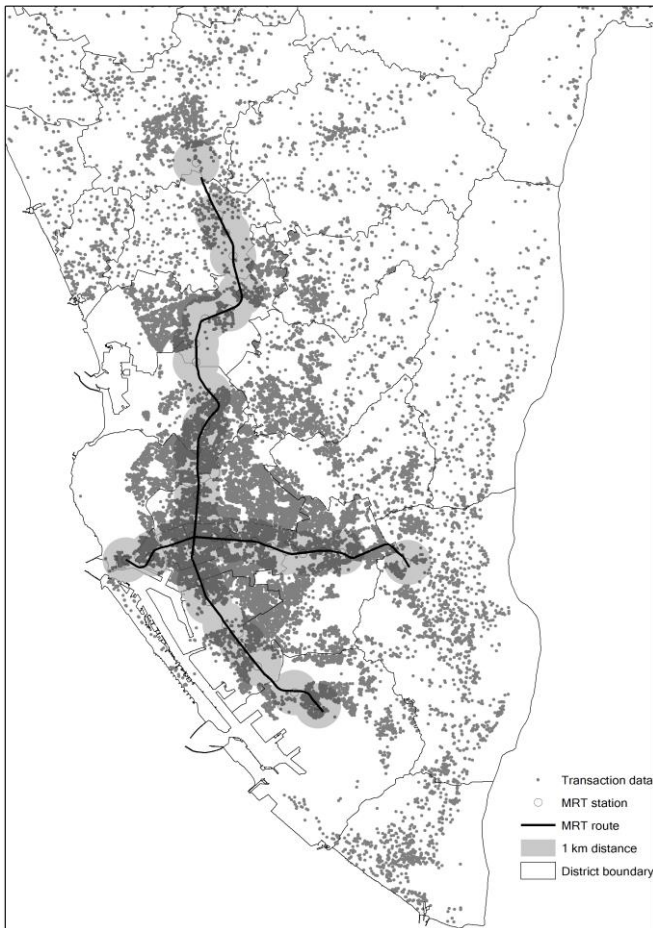 Transaction data
MRT station
MRT route
1 km distance
District boundary